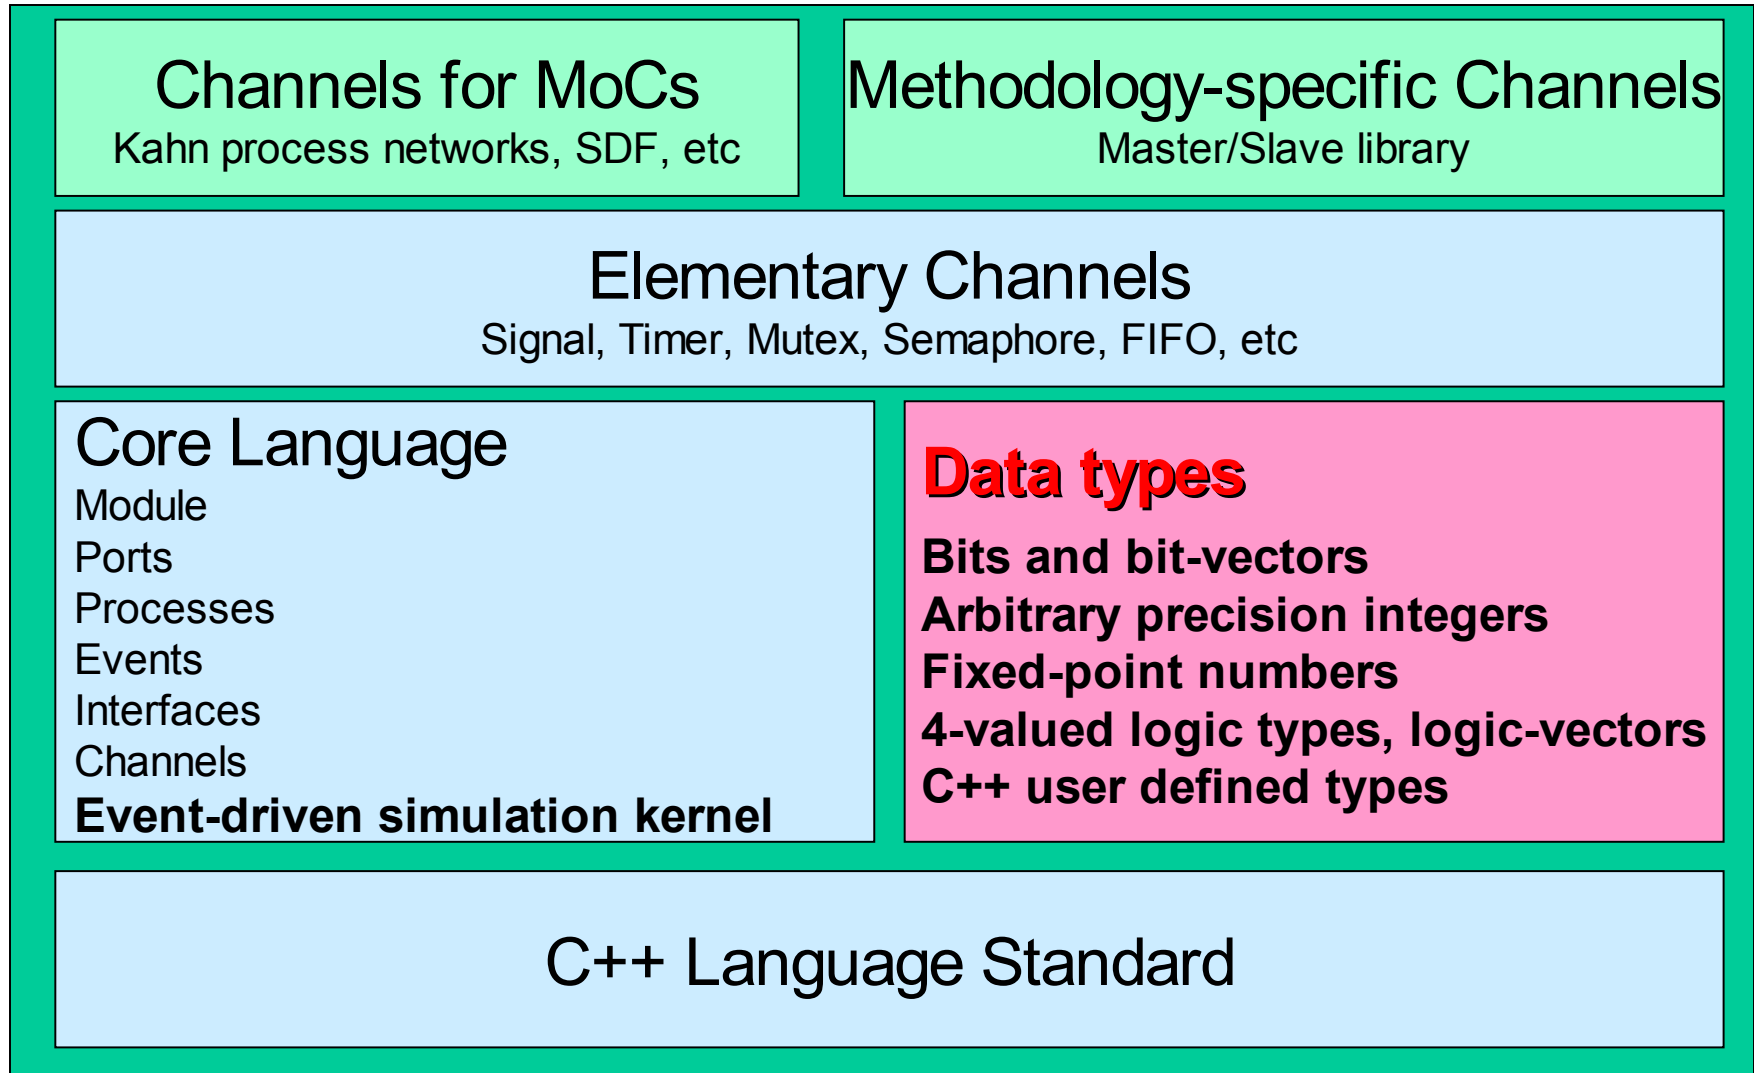 Channels for MoCs
Kahn process networks, SDF, etc
Methodology-specific Channels
Master/Slave library
Elementary Channels
Signal, Timer, Mutex, Semaphore, FIFO, etc
Core Language
Module
Ports
Processes
Events
Interfaces
Channels
Event-driven simulation kernel
Data types
Bits and bit-vectors
Arbitrary precision integers
Fixed-point numbers
4-valued logic types, logic-vectors
C++ user defined types
C++ Language Standard